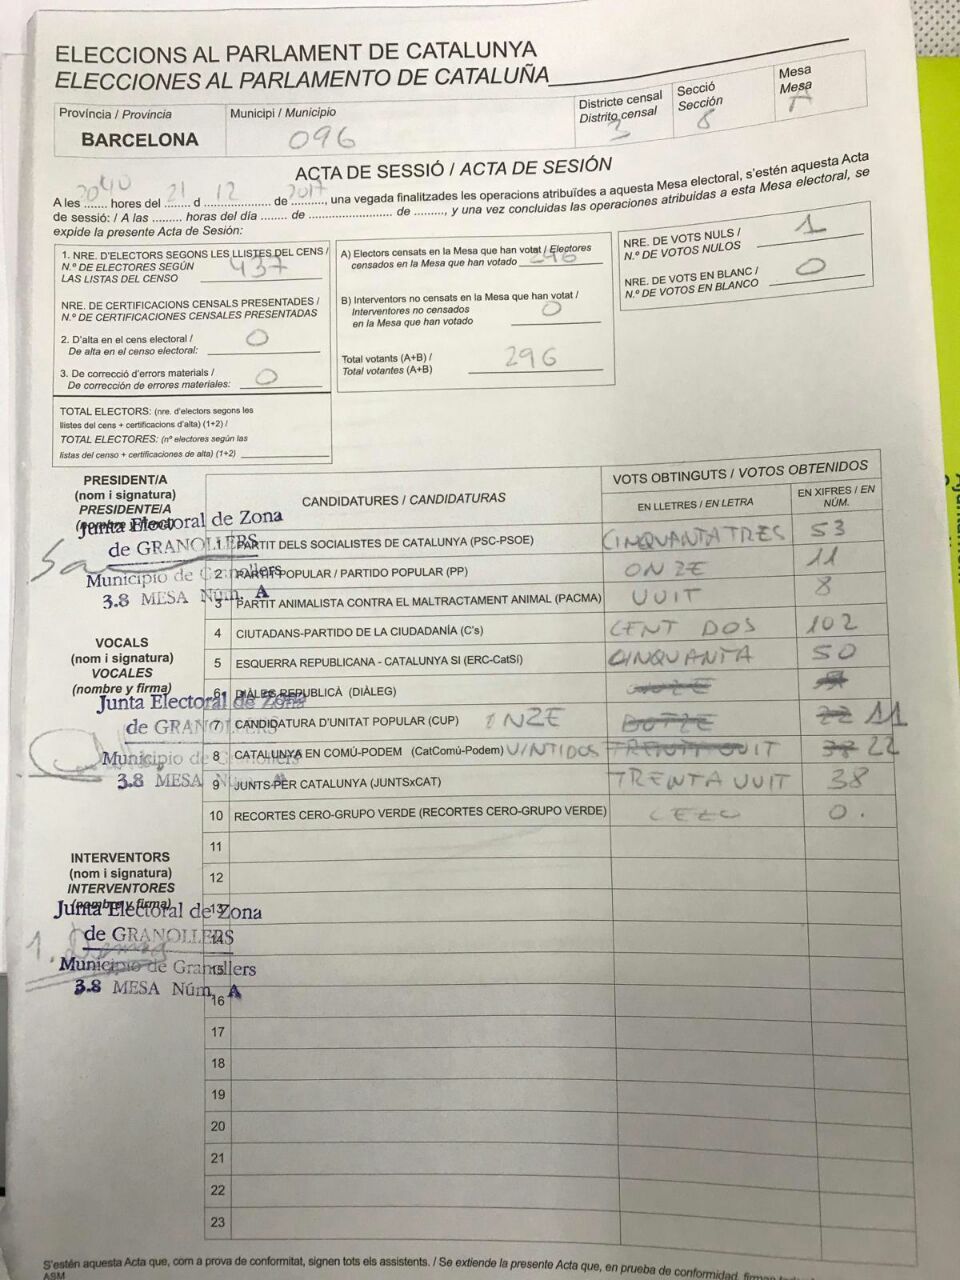 ELECCIONS AL PARLAMENT DE CATALUNYA
ELECCIONES AL PARLAMENTO DE CATALUÑA
Província / Provincia
BARCELONA
Municipi / Municipio
096
Districte censal
Distrito censal
3
Secció
Sección
8
Mesa
Mesa
A
ACTA DE SESSIÓ / ACTA DE SESIÓN
A les 2040 hores del 21 d 12 de 2017, una vegada finalitzades les operacions atribuïdes a aquesta Mesa electoral, s'estén aquesta Acta
de sessió: / A las ......... horas del día ........ de ......................... de ........., y una vez concluidas las operaciones atribuidas a esta Mesa electoral, se
expide la presente Acta de Sesión:
1. NRE. D'ELECTORS SEGONS LES LLISTES DEL CENS /
N.º DE ELECTORES SEGÚN
LAS LISTAS DEL CENSO 437
NRE. DE CERTIFICACIONS CENSALS PRESENTADES /
N.º DE CERTIFICACIONES CENSALES PRESENTADAS
2. D'alta en el cens electoral /
De alta en el censo electoral: 0
3. De correcció d'errors materials /
De corrección de errores materiales: 0
TOTAL ELECTORS: (nre. d'electors segons les
llistes del cens + certificacions d'alta) (1+2) /
TOTAL ELECTORES: (nº electores según las
listas del censo + certificaciones de alta) (1+2)
A) Electors censats en la Mesa que han votat / Electores
censados en la Mesa que han votado 296
B) Interventors no censats en la Mesa que han votat /
Interventores no censados
en la Mesa que han votado 0
Total votants (A+B) /
Total votantes (A+B) 296
NRE. DE VOTS NULS /
N.º DE VOTOS NULOS 1
NRE. DE VOTS EN BLANC /
N.º DE VOTOS EN BLANCO 0
PRESIDENT/A
(nom i signatura)
PRESIDENTE/A
(nombre y firma)
Junta Electoral de Zona
de GRANOLLERS
Municipio de Granollers
3.8 MESA Núm. A
VOCALS
(nom i signatura)
VOCALES
(nombre y firma)
Junta Electoral de Zona
de GRANOLLERS
Municipio de Granollers
3.8 MESA Núm. A
INTERVENTORS
(nom i signatura)
INTERVENTORES
(nombre y firma)
Junta Electoral de Zona
de GRANOLLERS
Municipio de Granollers
3.8 MESA Núm. A
CANDIDATURES / CANDIDATURAS
VOTS OBTINGUTS / VOTOS OBTENIDOS
EN LLETRES / EN LETRA
EN XIFRES / EN NÚM.
1 PARTIT DELS SOCIALISTES DE CATALUNYA (PSC-PSOE) CINQUANTATRES 53
2 PARTIT POPULAR / PARTIDO POPULAR (PP) ONZE 11
3 PARTIT ANIMALISTA CONTRA EL MALTRACTAMENT ANIMAL (PACMA) VUIT 8
4 CIUTADANS-PARTIDO DE LA CIUDADANÍA (C's) CENT DOS 102
5 ESQUERRA REPUBLICANA - CATALUNYA SI (ERC-CatSí) CINQUANTA 50
6 DIÀLEG REPUBLICÀ (DIÀLEG)
7 CANDIDATURA D'UNITAT POPULAR (CUP) ONZE DOTZE 22 11
8 CATALUNYA EN COMÚ-PODEM (CatComú-Podem) VINTIDOS TRENTA VUIT 38 22
9 JUNTS PER CATALUNYA (JUNTSxCAT) TRENTA VUIT 38
10 RECORTES CERO-GRUPO VERDE (RECORTES CERO-GRUPO VERDE) CERO 0.
11
12
13
14
15
16
17
18
19
20
21
22
23
S'estén aquesta Acta que, com a prova de conformitat, signen tots els assistents. / Se extiende la presente Acta que, en prueba de conformidad, firman
ASM